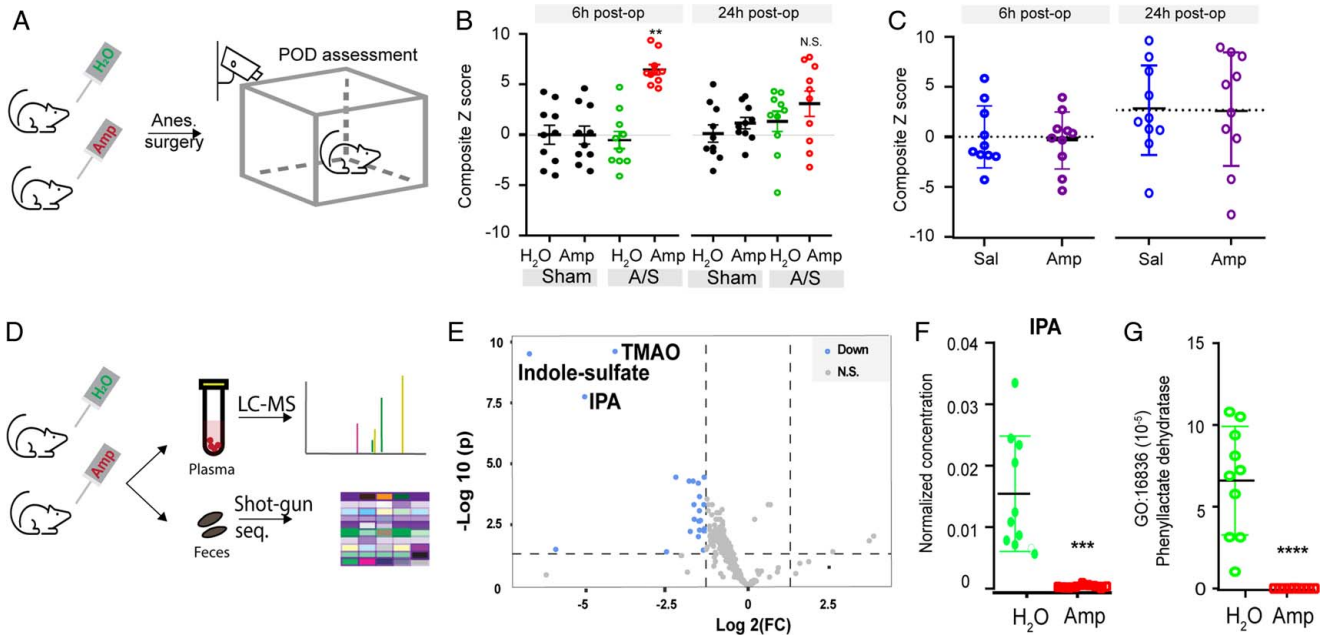 A
H2O
Amp
Anes.
surgery
POD assessment
B
6h post-op
24h post-op
Composite Z score
10
5
0
-5
-10
**
N.S.
H2O Amp
H2O Amp
H2O Amp
H2O Amp
Sham
A/S
Sham
A/S
C
6h post-op
24h post-op
Composite Z score
10
5
0
-5
-10
Sal
Amp
Sal
Amp
D
H2O
Amp
LC-MS
Plasma
Shot-gun
seq.
Feces
E
-Log 10 (p)
10
7.5
5.0
2.5
0
TMAO
Indole-sulfate
IPA
Down
N.S.
-5
-2.5
0
2.5
Log 2(FC)
F
IPA
Normalized concentration
0.04
0.03
0.02
0.01
0
***
H2O
Amp
G
GO:16836 (10-5)
Phenyllactate dehydratase
15
10
5
0
****
H2O
Amp